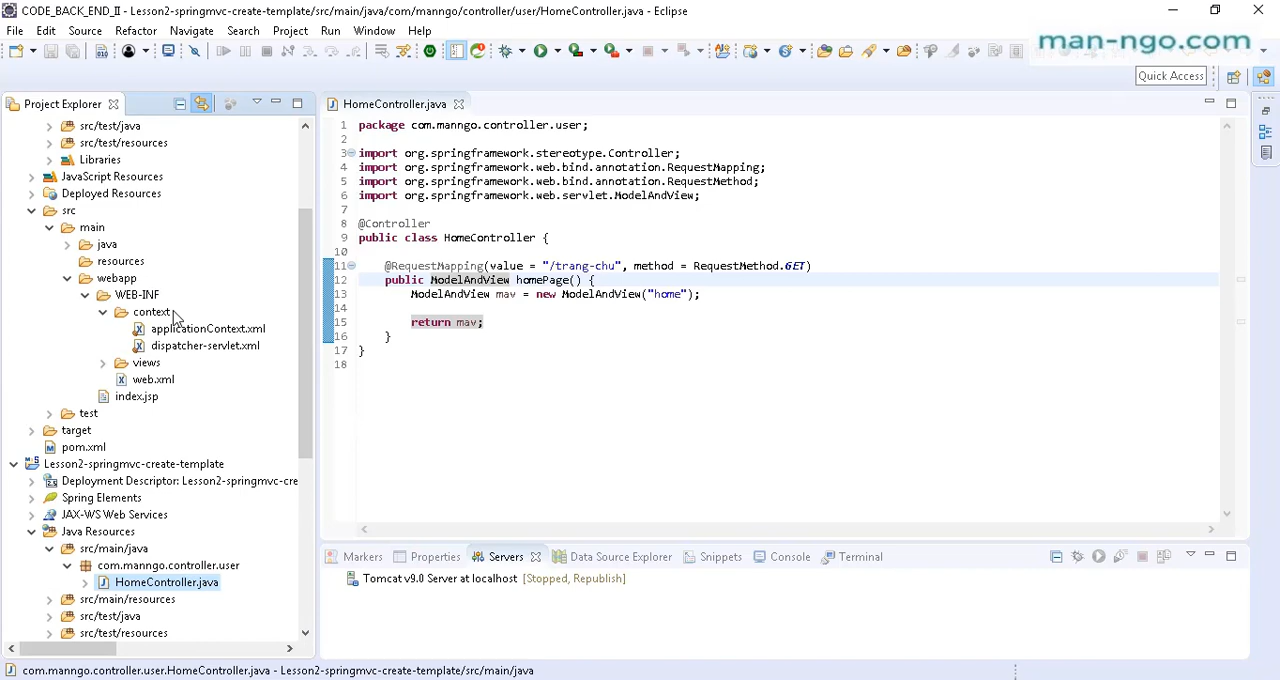 CODE_BACK_END_II - Lesson2-springmvc-create-template/src/main/java/com/manngo/controller/user/HomeController.java - Eclipse
File Edit Source Refactor Navigate Search Project Run Window Help
man-ngo.com
Quick Access
Project Explorer
src/test/java
src/test/resources
Libraries
JavaScript Resources
Deployed Resources
src
main
java
resources
webapp
WEB-INF
context
applicationContext.xml
dispatcher-servlet.xml
views
web.xml
index.jsp
test
target
pom.xml
Lesson2-springmvc-create-template
Deployment Descriptor: Lesson2-springmvc-cre
Spring Elements
JAX-WS Web Services
Java Resources
src/main/java
com.manngo.controller.user
HomeController.java
src/main/resources
src/test/java
src/test/resources
HomeController.java
1 package com.manngo.controller.user;
2
3 import org.springframework.stereotype.Controller;
4 import org.springframework.web.bind.annotation.RequestMapping;
5 import org.springframework.web.bind.annotation.RequestMethod;
6 import org.springframework.web.servlet.ModelAndView;
7
8 @Controller
9 public class HomeController {
10
11 @RequestMapping(value = "/trang-chu", method = RequestMethod.GET)
12 public ModelAndView homePage() {
13 ModelAndView mav = new ModelAndView("home");
14
15 return mav;
16 }
17 }
18
Markers Properties Servers Data Source Explorer Snippets Console Terminal
Tomcat v9.0 Server at localhost [Stopped, Republish]
com.manngo.controller.user.HomeController.java - Lesson2-springmvc-create-template/src/main/java